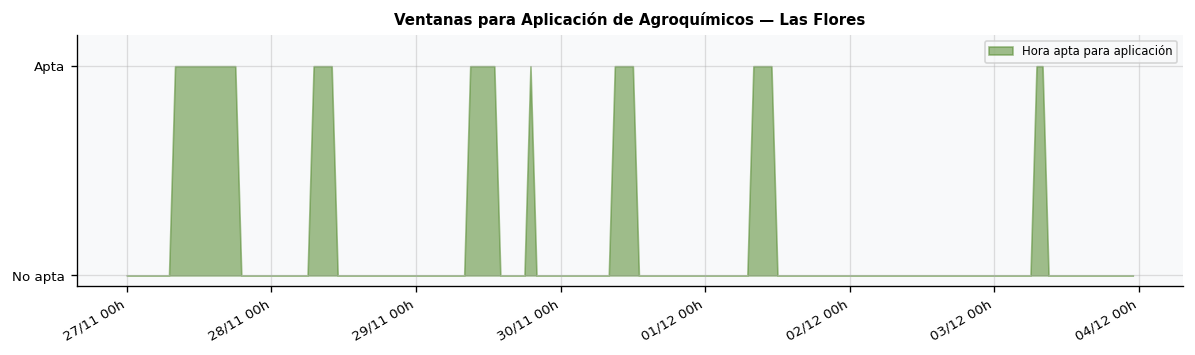 Ventanas para Aplicación de Agroquímicos — Las Flores
Hora apta para aplicación
Apta
No apta
27/11 00h
28/11 00h
29/11 00h
30/11 00h
01/12 00h
02/12 00h
03/12 00h
04/12 00h